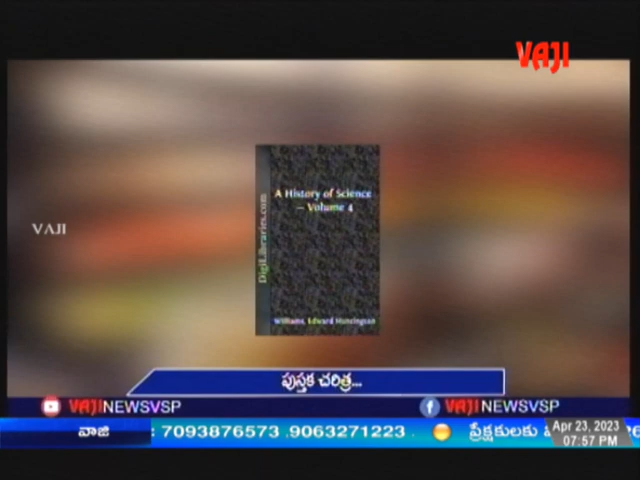 VAJI
A History of Science
— Volume 4
DigiLibraries.com
VAJI
Williams, Edward Huntington
పుస్తక చరిత్ర...
VAJINEWSVSP
VAJINEWSVSP
వాజి : 7093876573 ,9063271223 . ప్రేక్షకులకు
Apr 23, 2023
07:57 PM